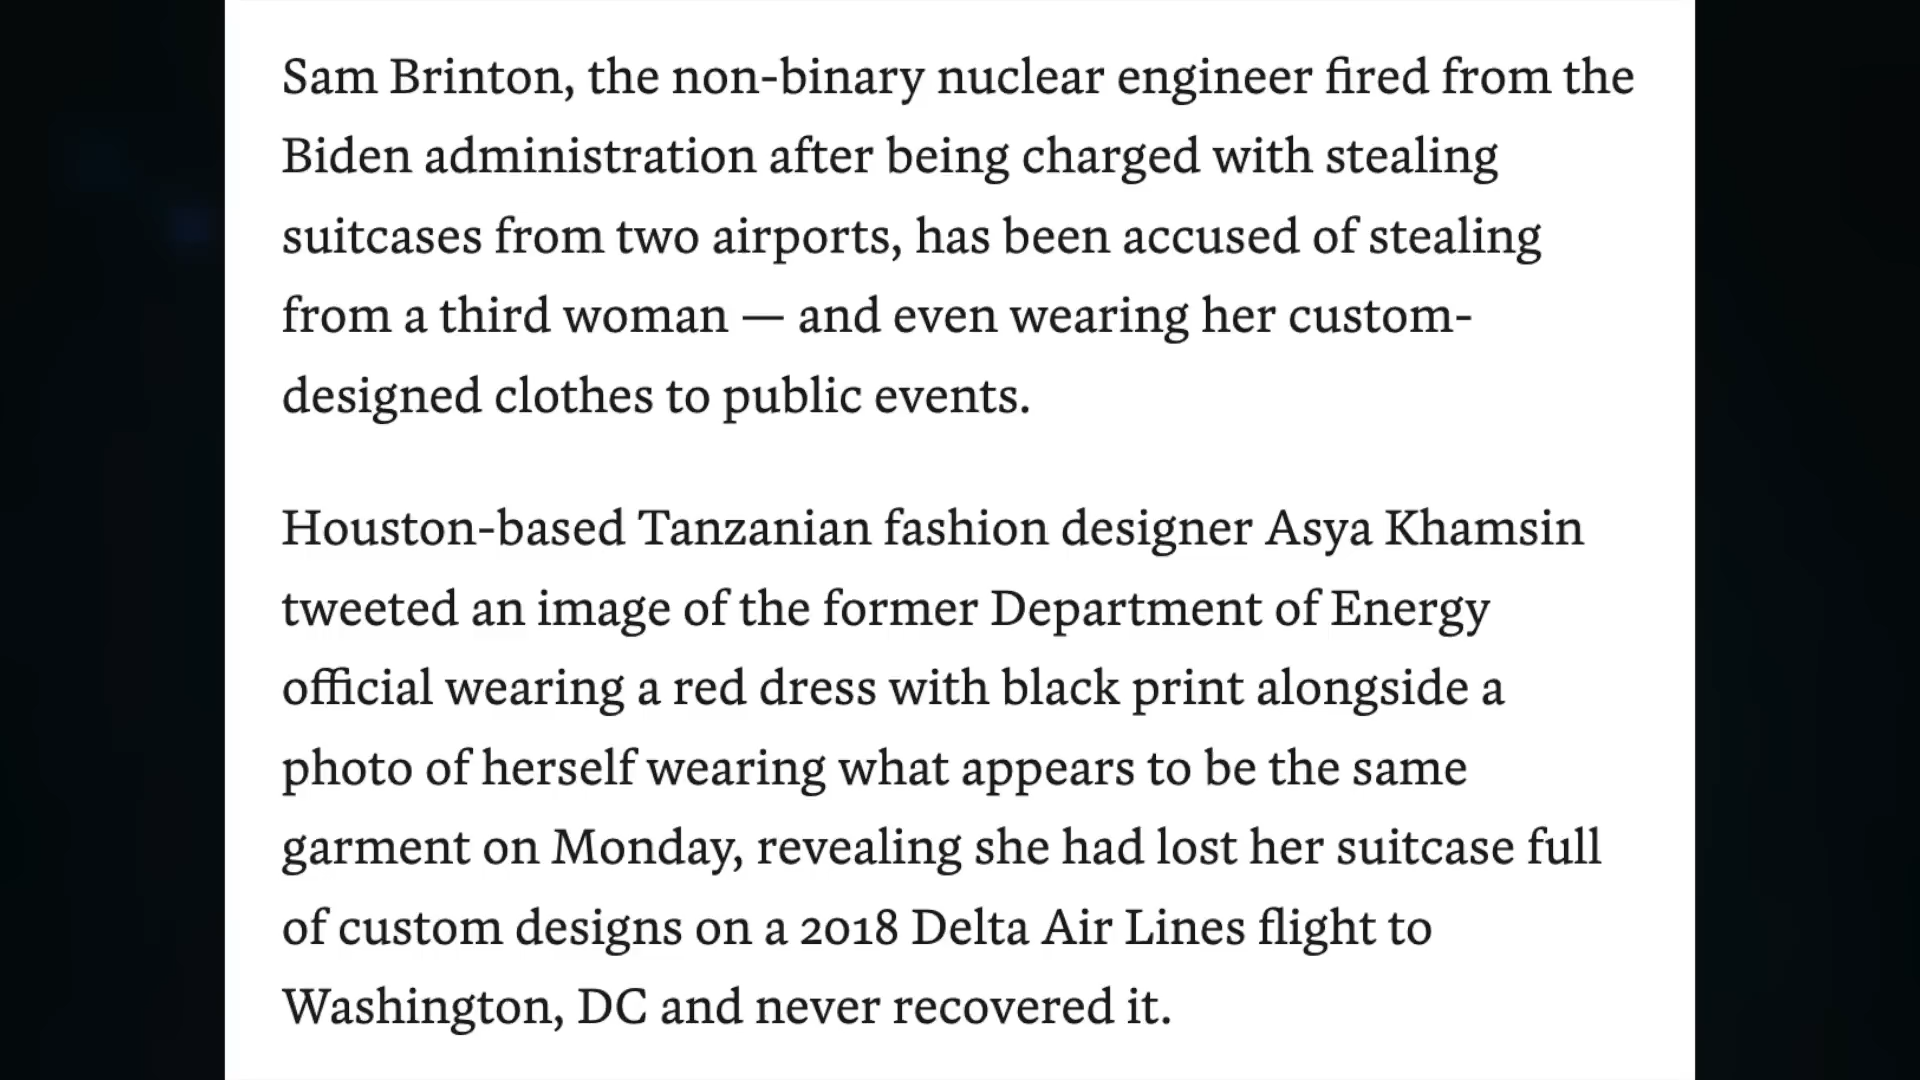 Sam Brinton, the non-binary nuclear engineer fired from the
Biden administration after being charged with stealing
suitcases from two airports, has been accused of stealing
from a third woman — and even wearing her custom-
designed clothes to public events.
Houston-based Tanzanian fashion designer Asya Khamsin
tweeted an image of the former Department of Energy
official wearing a red dress with black print alongside a
photo of herself wearing what appears to be the same
garment on Monday, revealing she had lost her suitcase full
of custom designs on a 2018 Delta Air Lines flight to
Washington, DC and never recovered it.